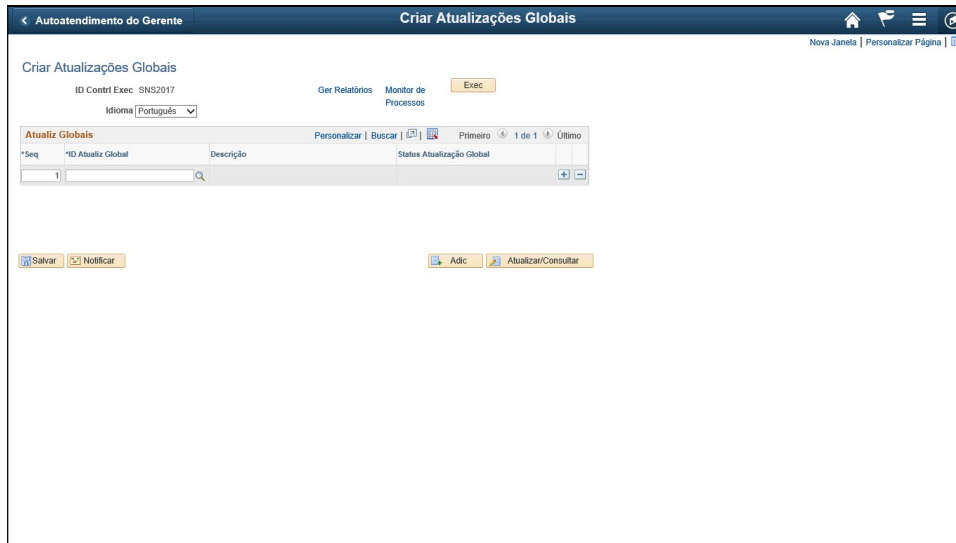 Autoatendimento do Gerente
Criar Atualizações Globais
Nova Janela | Personalizar Página |
Criar Atualizações Globais
ID Contrl Exec SNS2017
Ger Relatórios
Monitor de
Processos
Exec
Idioma Português
Atualiz Globais
Personalizar | Buscar | | Primeiro 1 de 1 Último
*Seq *ID Atualiz Global Descrição Status Atualização Global
1
Salvar Notificar Adic Atualizar/Consultar